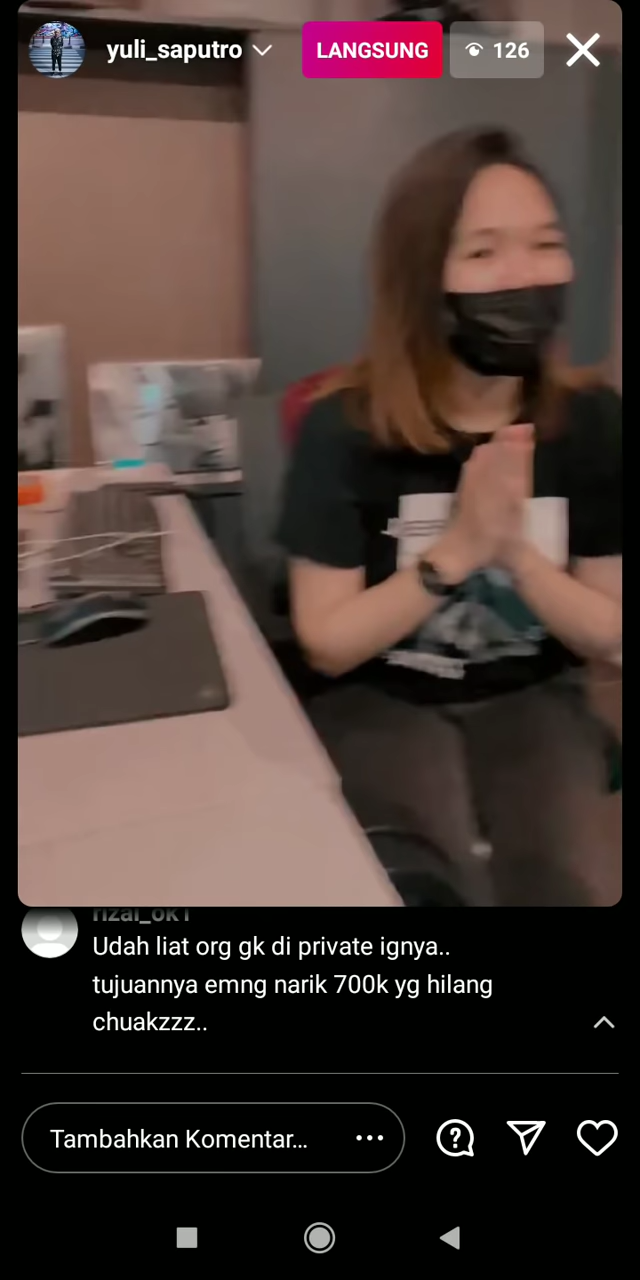 yuli_saputro
LANGSUNG
126
rizal_ok1
Udah liat org gk di private ignya..
tujuannya emng narik 700k yg hilang
chuakzzz..
Tambahkan Komentar...